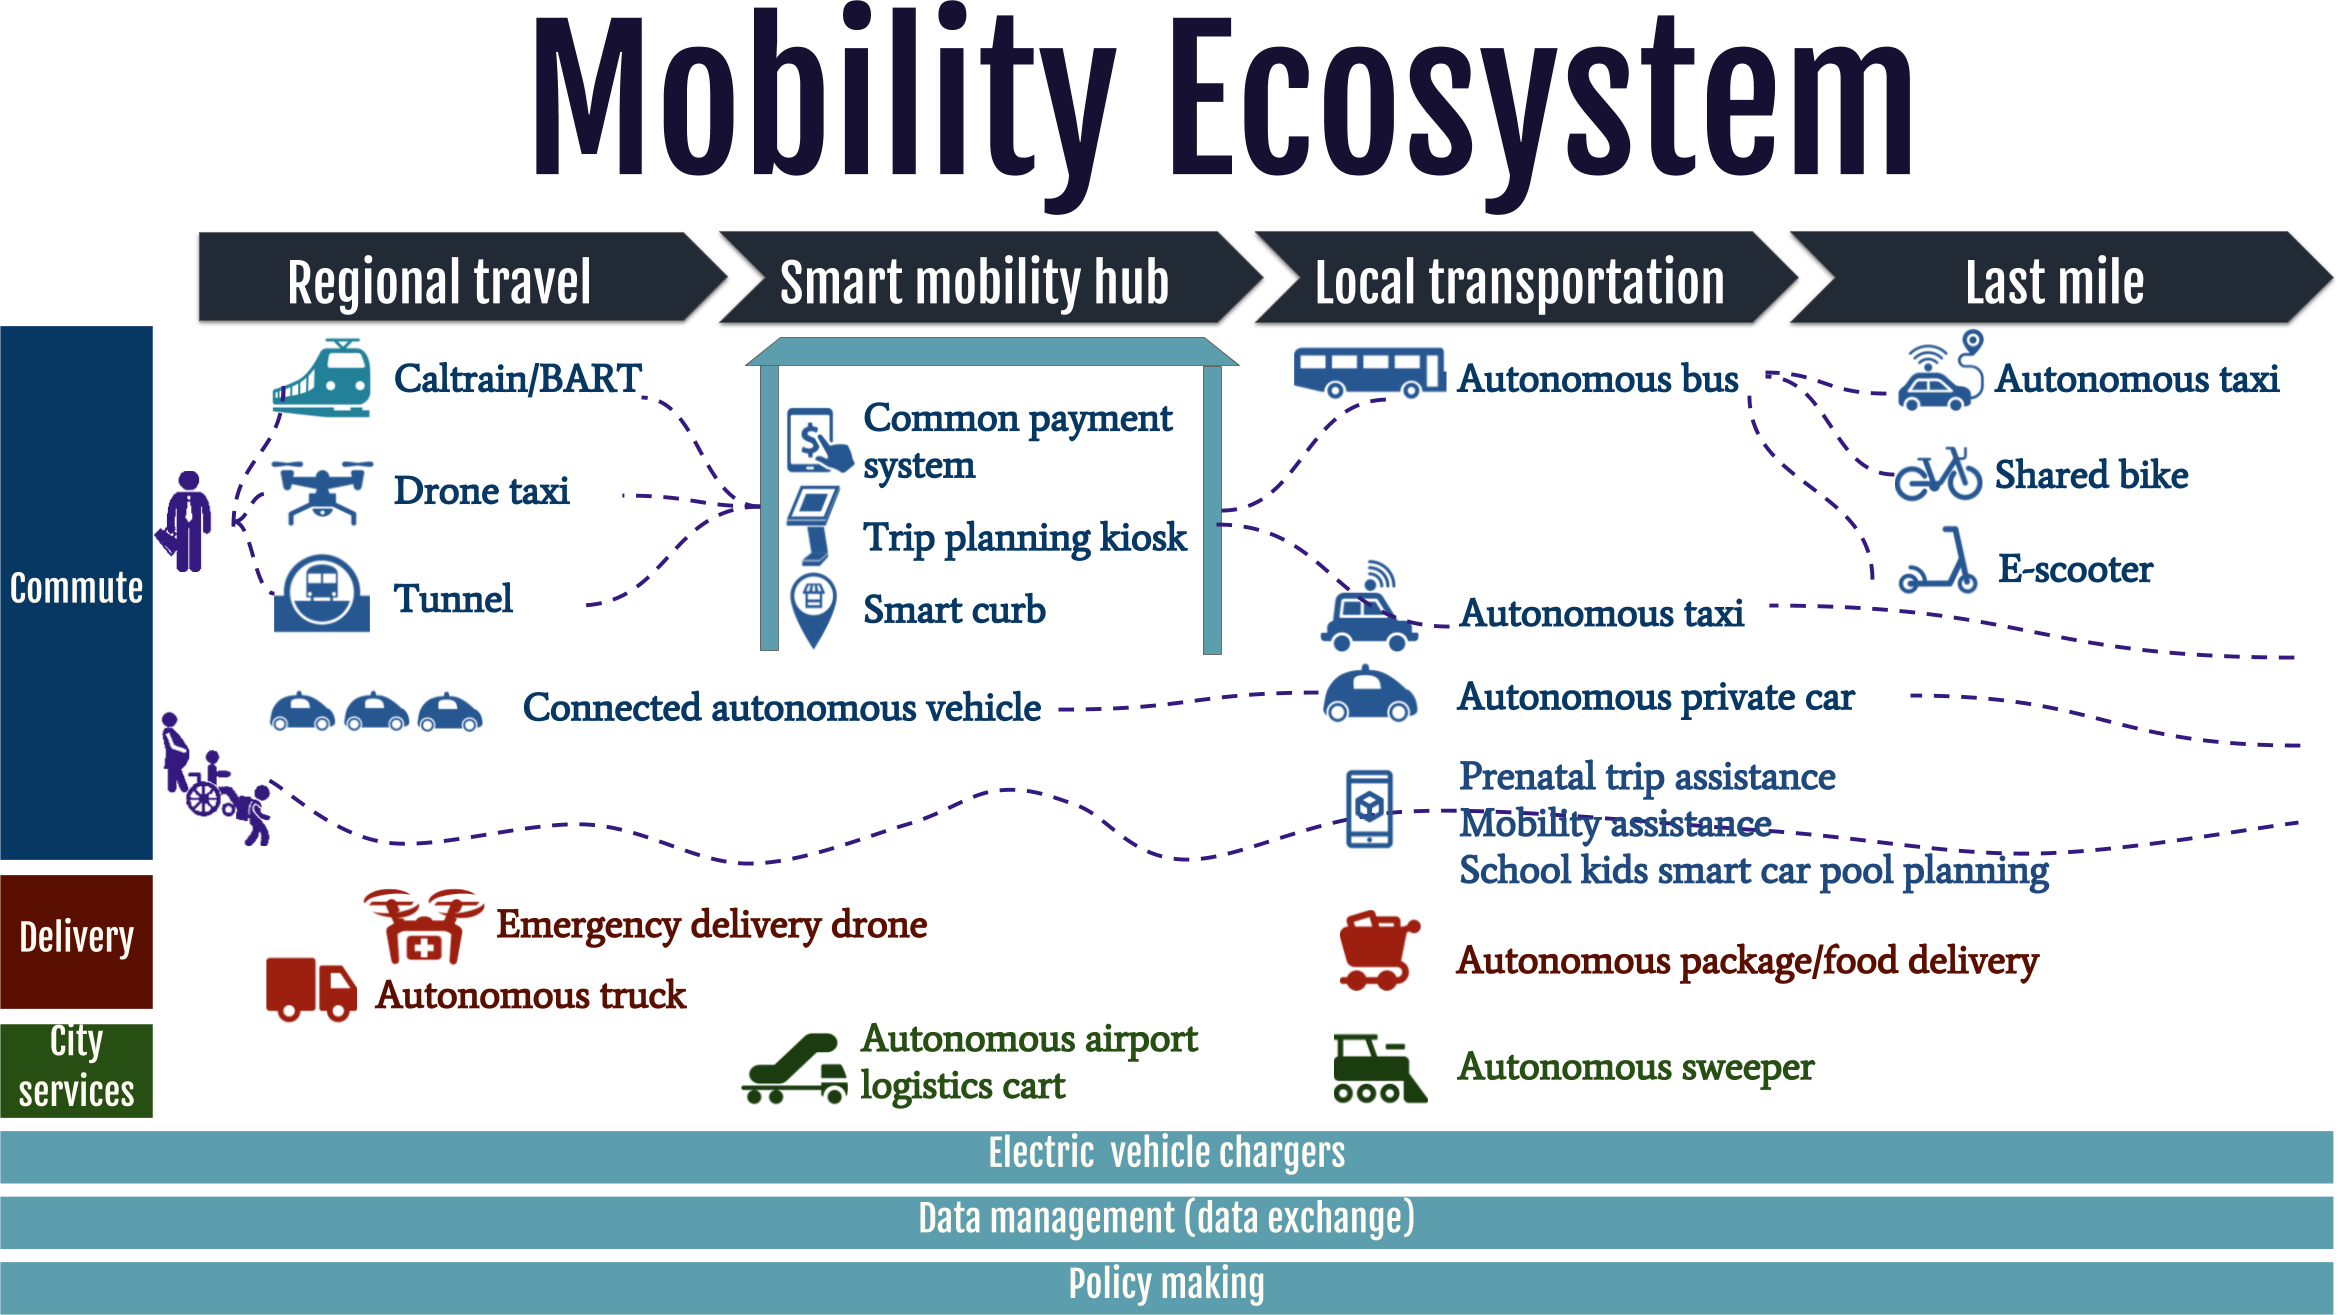 Mobility Ecosystem
Regional travel
Smart mobility hub
Local transportation
Last mile
Commute
Caltrain/BART
Drone taxi
Tunnel
$
Common payment
system
Trip planning kiosk
Smart curb
Autonomous bus
Autonomous taxi
Autonomous taxi
Shared bike
E-scooter
Connected autonomous vehicle
Autonomous private car
Prenatal trip assistance
Mobility assistance
School kids smart car pool planning
Delivery
Emergency delivery drone
Autonomous truck
Autonomous package/food delivery
City
services
Autonomous airport
logistics cart
Autonomous sweeper
Electric  vehicle chargers
Data management (data exchange)
Policy making